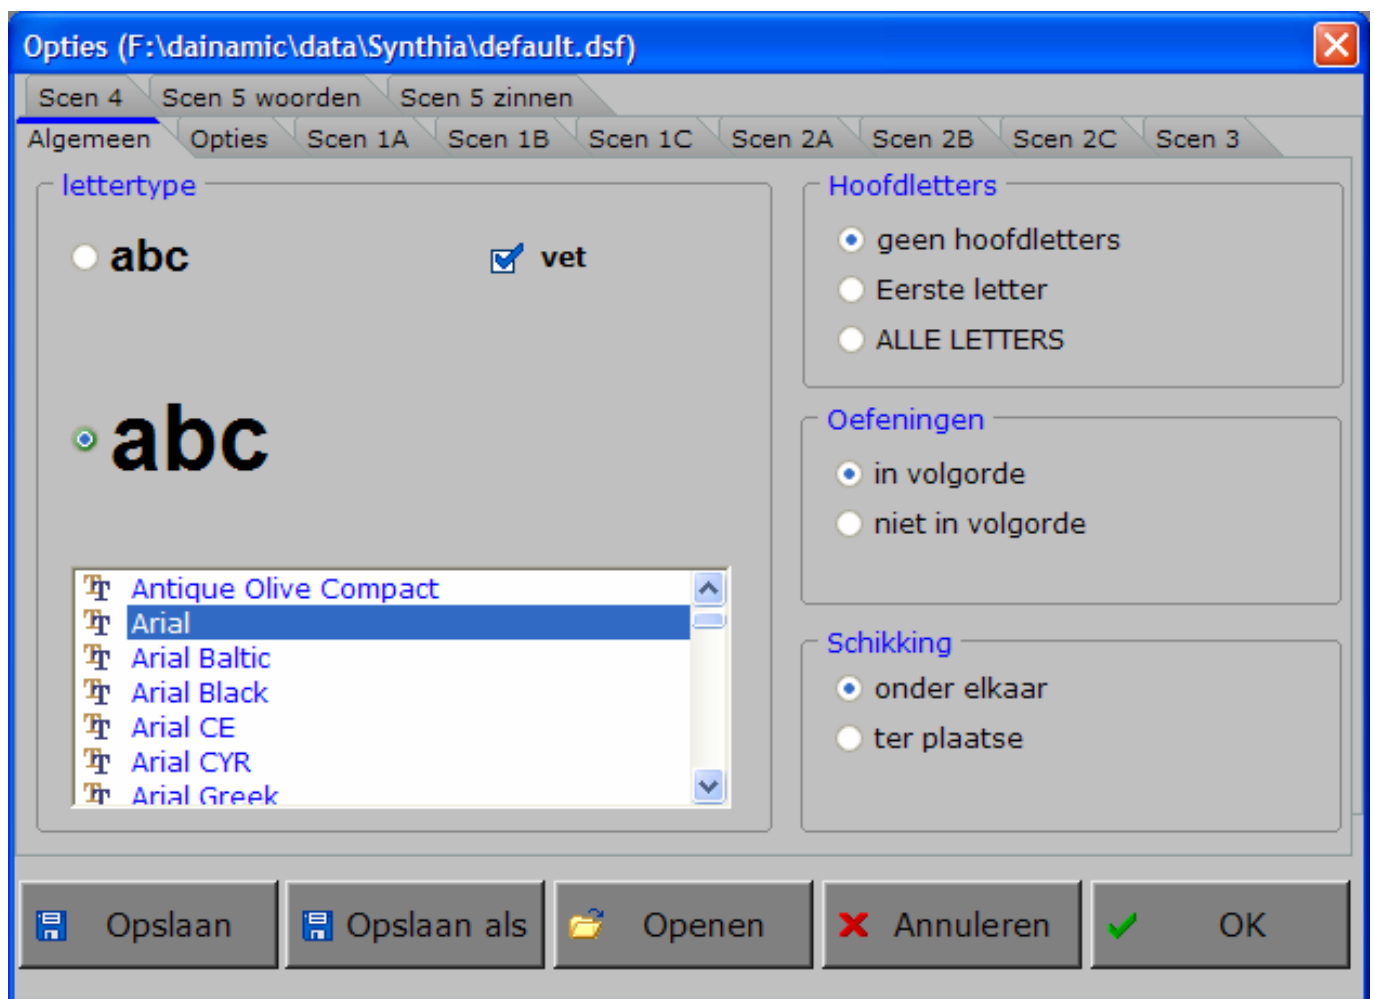 Opties (F:\dainamic\data\Synthia\default.dsf)
Scen 4 Scen 5 woorden Scen 5 zinnen
Algemeen Opties Scen 1A Scen 1B Scen 1C Scen 2A Scen 2B Scen 2C Scen 3
lettertype
abc vet
abc
Antique Olive Compact
Arial
Arial Baltic
Arial Black
Arial CE
Arial CYR
Arial Greek
Hoofdletters
geen hoofdletters
Eerste letter
ALLE LETTERS
Oefeningen
in volgorde
niet in volgorde
Schikking
onder elkaar
ter plaatse
Opslaan Opslaan als Openen Annuleren OK